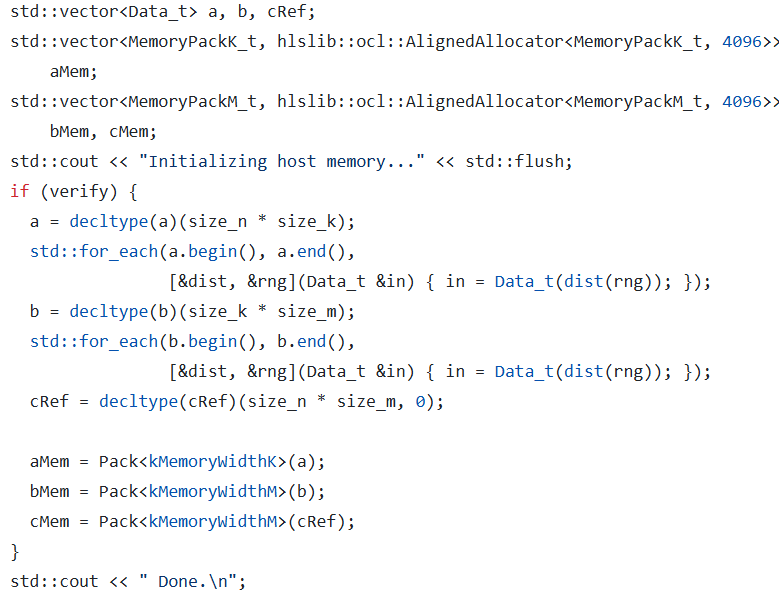 std::vector<Data_t> a, b, cRef;
std::vector<MemoryPackK_t, hlslib::ocl::AlignedAllocator<MemoryPackK_t, 4096>>
    aMem;
std::vector<MemoryPackM_t, hlslib::ocl::AlignedAllocator<MemoryPackM_t, 4096>>
    bMem, cMem;
std::cout << "Initializing host memory..." << std::flush;
if (verify) {
  a = decltype(a)(size_n * size_k);
  std::for_each(a.begin(), a.end(),
                [&dist, &rng](Data_t &in) { in = Data_t(dist(rng)); });
  b = decltype(b)(size_k * size_m);
  std::for_each(b.begin(), b.end(),
                [&dist, &rng](Data_t &in) { in = Data_t(dist(rng)); });
  cRef = decltype(cRef)(size_n * size_m, 0);

  aMem = Pack<kMemoryWidthK>(a);
  bMem = Pack<kMemoryWidthM>(b);
  cMem = Pack<kMemoryWidthM>(cRef);
}
std::cout << " Done.\n";